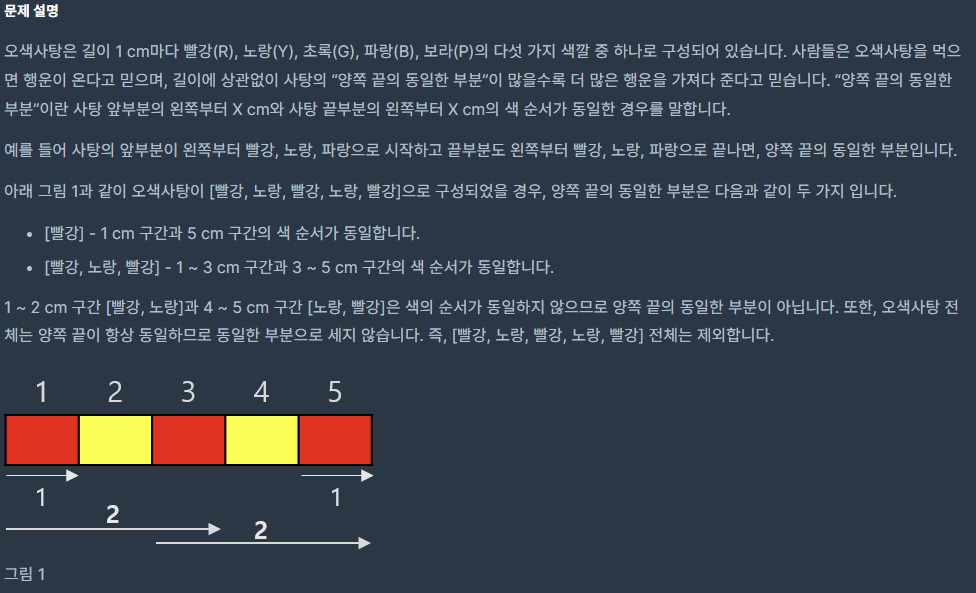 문제 설명
오색사탕은 길이 1 cm마다 빨강(R), 노랑(Y), 초록(G), 파랑(B), 보라(P)의 다섯 가지 색깔 중 하나로 구성되어 있습니다. 사람들은 오색사탕을 먹으
면 행운이 온다고 믿으며, 길이에 상관없이 사탕의 “양쪽 끝의 동일한 부분”이 많을수록 더 많은 행운을 가져다 준다고 믿습니다. “양쪽 끝의 동일한
부분”이란 사탕 앞부분의 왼쪽부터 X cm와 사탕 끝부분의 왼쪽부터 X cm의 색 순서가 동일한 경우를 말합니다.
예를 들어 사탕의 앞부분이 왼쪽부터 빨강, 노랑, 파랑으로 시작하고 끝부분도 왼쪽부터 빨강, 노랑, 파랑으로 끝나면, 양쪽 끝의 동일한 부분입니다.
아래 그림 1과 같이 오색사탕이 [빨강, 노랑, 빨강, 노랑, 빨강]으로 구성되었을 경우, 양쪽 끝의 동일한 부분은 다음과 같이 두 가지 입니다.
• [빨강] - 1 cm 구간과 5 cm 구간의 색 순서가 동일합니다.
• [빨강, 노랑, 빨강] - 1 ~ 3 cm 구간과 3 ~ 5 cm 구간의 색 순서가 동일합니다.
1 ~ 2 cm 구간 [빨강, 노랑]과 4 ~ 5 cm 구간 [노랑, 빨강]은 색의 순서가 동일하지 않으므로 양쪽 끝의 동일한 부분이 아닙니다. 또한, 오색사탕 전
체는 양쪽 끝이 항상 동일하므로 동일한 부분으로 세지 않습니다. 즉, [빨강, 노랑, 빨강, 노랑, 빨강] 전체는 제외합니다.
1 2 3 4 5
1 1
2
2
그림 1